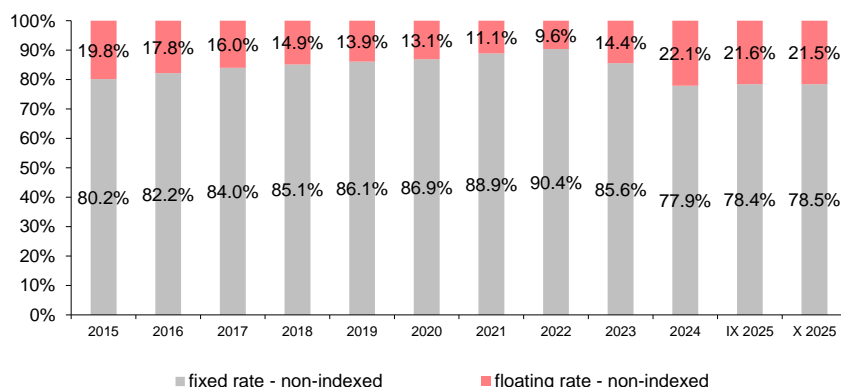 100%
90%
80%
70%
60%
50%
40%
30%
20%
10%
0%
19.8% 17.8% 16.0% 14.9% 13.9% 13.1% 11.1% 9.6% 14.4% 22.1% 21.6% 21.5%
80.2% 82.2% 84.0% 85.1% 86.1% 86.9% 88.9% 90.4% 85.6% 77.9% 78.4% 78.5%
2015 2016 2017 2018 2019 2020 2021 2022 2023 2024 IX 2025 X 2025
fixed rate - non-indexed floating rate - non-indexed